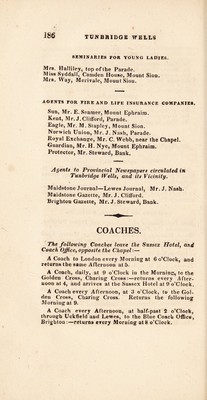 186 TUNBRIDGE WELLS
SEMINARIES FOR YOUNG LADIES.
Mrs. Halliley, top of the Parade.
Miss Neddall, Camden House, Mount Sion.
Mrs. Way, Merivale, Mount Sion.
AGENTS FOR FIRE AND LIFE INSURANCE COMPANIES.
Sun, Mr. E. Scamer, Mount Ephraim.
Kent, Mr. J. Clifford, Parade.
Eagle, Mr. M. Stapley, Mount Sion.
Norwich Union, Mr. J. Nash, Parade.
Royal Exchange, Mr. C. Webb, near the Chapel.
Guardian, Mr. H. Nye, Mount Ephraim.
Protector, Mr. Steward, Bank.
Agents to Provincial Newspapers circulated in
Tunbridge Wells, and its Vicinity.
Maidstone Journal—Lewes Journal, Mr. J. Nash.
Maidstone Gazette, Mr. J. Clifford.
Brighton Gazette, Mr. J. Steward, Bank.
COACHES.
The following Coaches leave the Sussex Hotel, and
Coach Office, opposite the Chapel:—
A Coach to London every Morning at 6 o'Clock, and
returns the same Afternoon at 5.
A Coach, daily, at 9 o'Clock in the Morning, to the
Golden Cross, Charing Cross:—returns every After-
noon at 4, and arrives at the Sussex Hotel at 9 o'Clock.
A Coach every Afternoon, at 3 o'Clock, to the Gol-
den Cross, Charing Cross. Returns the following
Morning at 9.
A Coach every Afternoon, at half-past 2 o'Clock,
through Uckfield and Lewes, to the Blue Coach Office,
Brighton:—returns every Morning at 8 o'Clock.